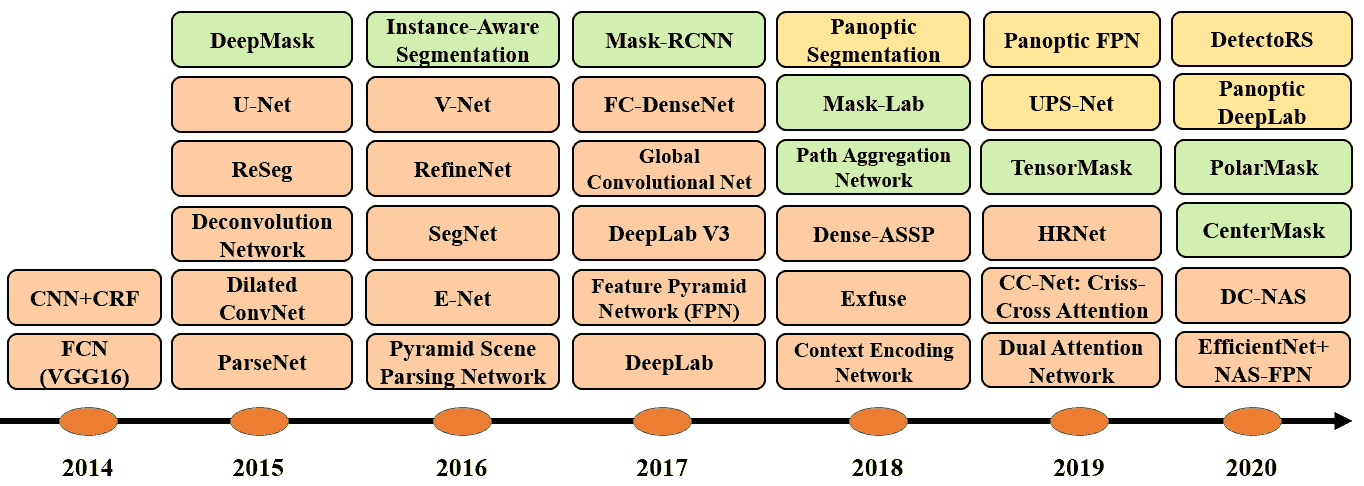 DeepMask
Instance-Aware
Segmentation
Mask-RCNN
Panoptic
Segmentation
Panoptic FPN
DetectoRS
U-Net
V-Net
FC-DenseNet
Mask-Lab
UPS-Net
Panoptic
DeepLab
ReSeg
RefineNet
Global
Convolutional Net
Path Aggregation
Network
TensorMask
PolarMask
Deconvolution
Network
SegNet
DeepLab V3
Dense-ASSP
HRNet
CenterMask
CNN+CRF
Dilated
ConvNet
E-Net
Feature Pyramid
Network (FPN)
Exfuse
CC-Net: Criss-
Cross Attention
DC-NAS
FCN
(VGG16)
ParseNet
Pyramid Scene
Parsing Network
DeepLab
Context Encoding
Network
Dual Attention
Network
EfficientNet+
NAS-FPN
2014
2015
2016
2017
2018
2019
2020